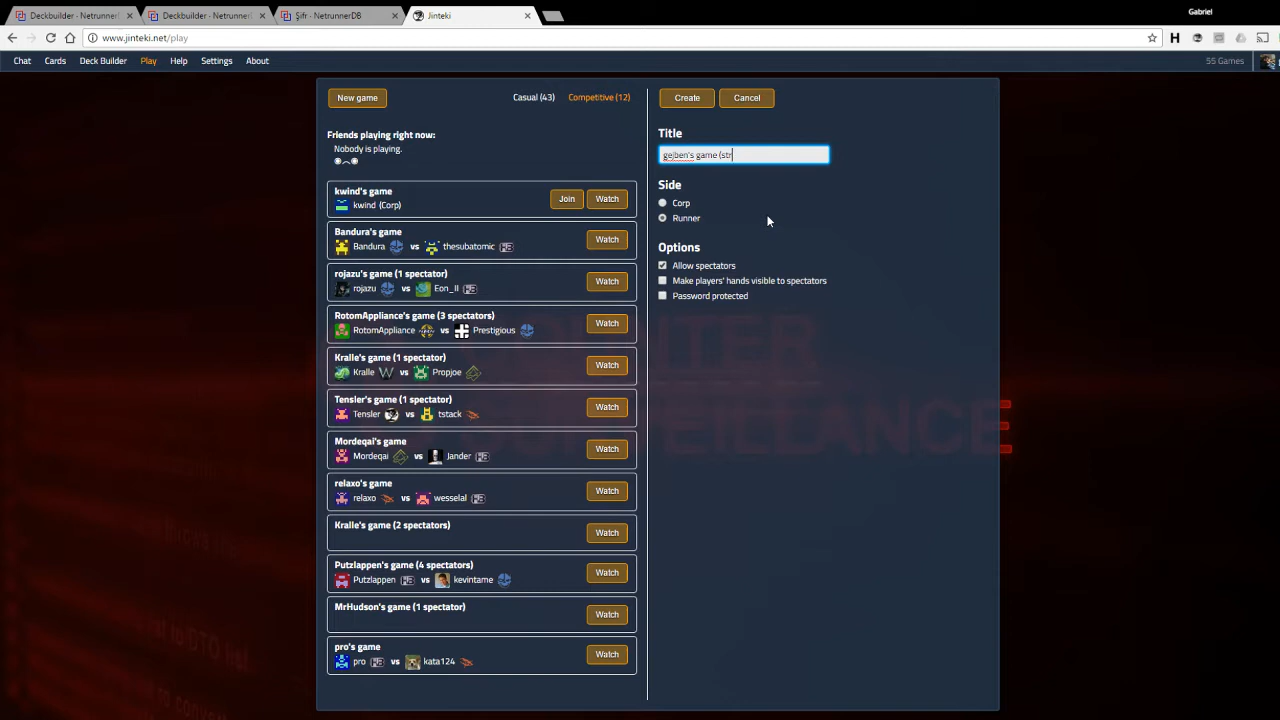 Deckbuilder · Netrunner
Deckbuilder · Netrunner
Şifr · NetrunnerDB
Jinteki
Gabriel
www.jinteki.net/play
Chat
Cards
Deck Builder
Play
Help
Settings
About
55 Games
New game
Casual (43)
Competitive (12)
Create
Cancel
Friends playing right now:
Nobody is playing.
kwind's game
kwind (Corp)
Join
Watch
Bandura's game
Bandura vs thesubatomic
Watch
rojazu's game (1 spectator)
rojazu vs Eon_II
Watch
RotomAppliance's game (3 spectators)
RotomAppliance vs Prestigious
Watch
Kralle's game (1 spectator)
Kralle vs Propjoe
Watch
Tensler's game (1 spectator)
Tensler vs tstack
Watch
Mordeqai's game
Mordeqai vs Jander
Watch
relaxo's game
relaxo vs wesselal
Watch
Kralle's game (2 spectators)
Watch
Putzlappen's game (4 spectators)
Putzlappen vs kevintame
Watch
MrHudson's game (1 spectator)
Watch
pro's game
pro vs kata124
Watch
Title
gejben's game (str
Side
Corp
Runner
Options
Allow spectators
Make players' hands visible to spectators
Password protected